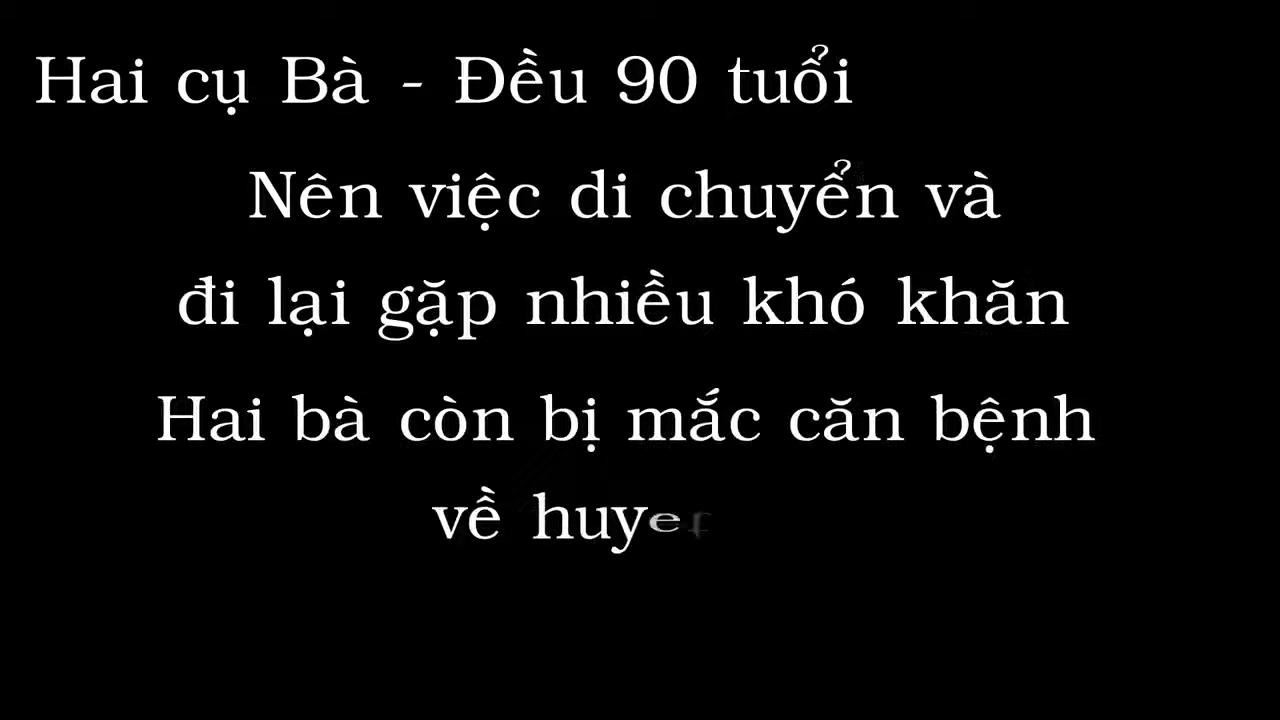 Hai cụ Bà - Đều 90 tuổi
Nên việc di chuyển và
đi lại gặp nhiều khó khăn
Hai bà còn bị mắc căn bệnh
về